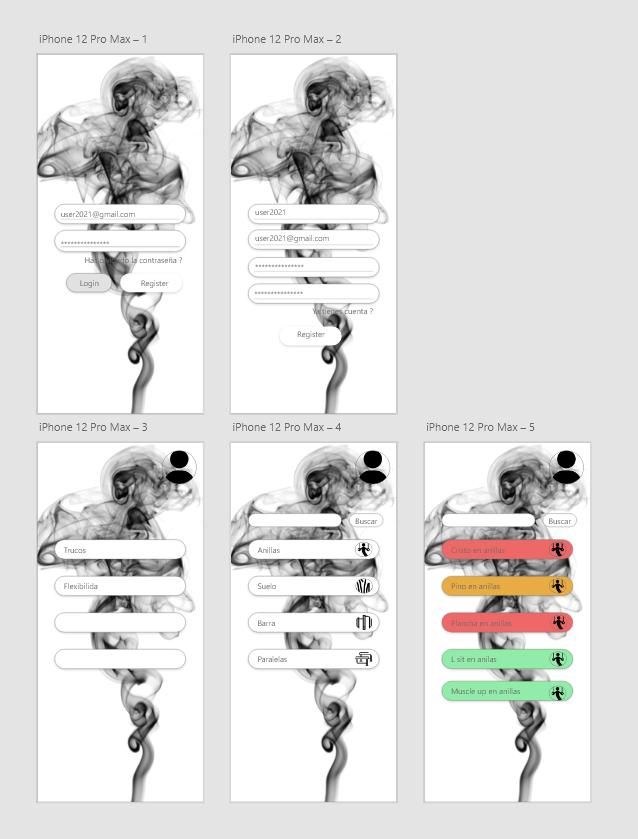 iPhone 12 Pro Max – 1
iPhone 12 Pro Max – 2
user2021@gmail.com
***************
Has olvidado la contraseña ?
Login
Register
user2021
user2021@gmail.com
***************
***************
Ya tienes cuenta ?
Register
iPhone 12 Pro Max – 3
iPhone 12 Pro Max – 4
iPhone 12 Pro Max – 5
Trucos
Flexibilida
Buscar
Anillas
Suelo
Barra
Paralelas
Buscar
Cristo en anillas
Pino en anillas
Plancha en anillas
L sit en anilas
Muscle up en anillas